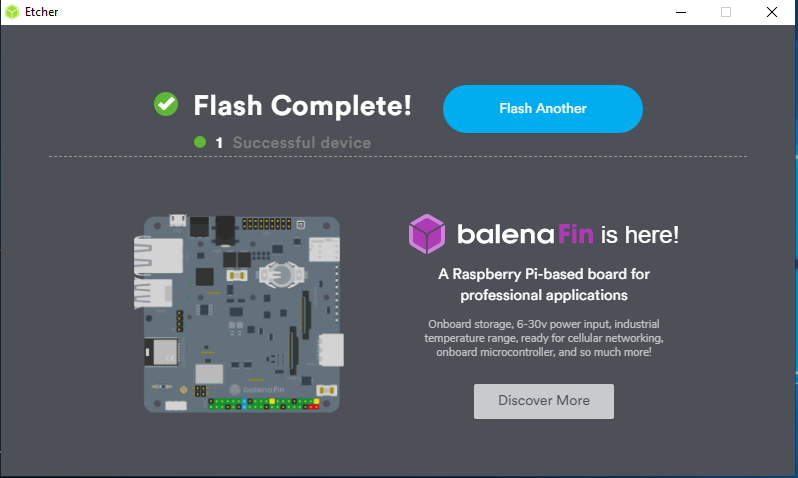 Etcher
Flash Complete!
Flash Another
1 Successful device
balenaFin is here!
A Raspberry Pi-based board for
professional applications
Onboard storage, 6-30v power input, industrial
temperature range, ready for cellular networking,
onboard microcontroller, and so much more!
balenaFin
Discover More